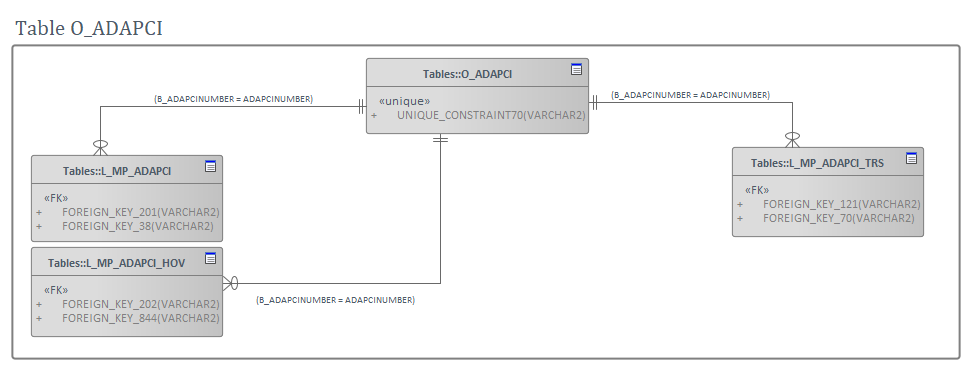 Table O_ADAPCI
Tables::O_ADAPCI
«unique»
+ UNIQUE_CONSTRAINT70(VARCHAR2)
(B_ADAPCINUMBER = ADAPCINUMBER)
(B_ADAPCINUMBER = ADAPCINUMBER)
Tables::L_MP_ADAPCI
«FK»
+ FOREIGN_KEY_201(VARCHAR2)
+ FOREIGN_KEY_38(VARCHAR2)
Tables::L_MP_ADAPCI_TRS
«FK»
+ FOREIGN_KEY_121(VARCHAR2)
+ FOREIGN_KEY_70(VARCHAR2)
Tables::L_MP_ADAPCI_HOV
«FK»
+ FOREIGN_KEY_202(VARCHAR2)
+ FOREIGN_KEY_844(VARCHAR2)
(B_ADAPCINUMBER = ADAPCINUMBER)